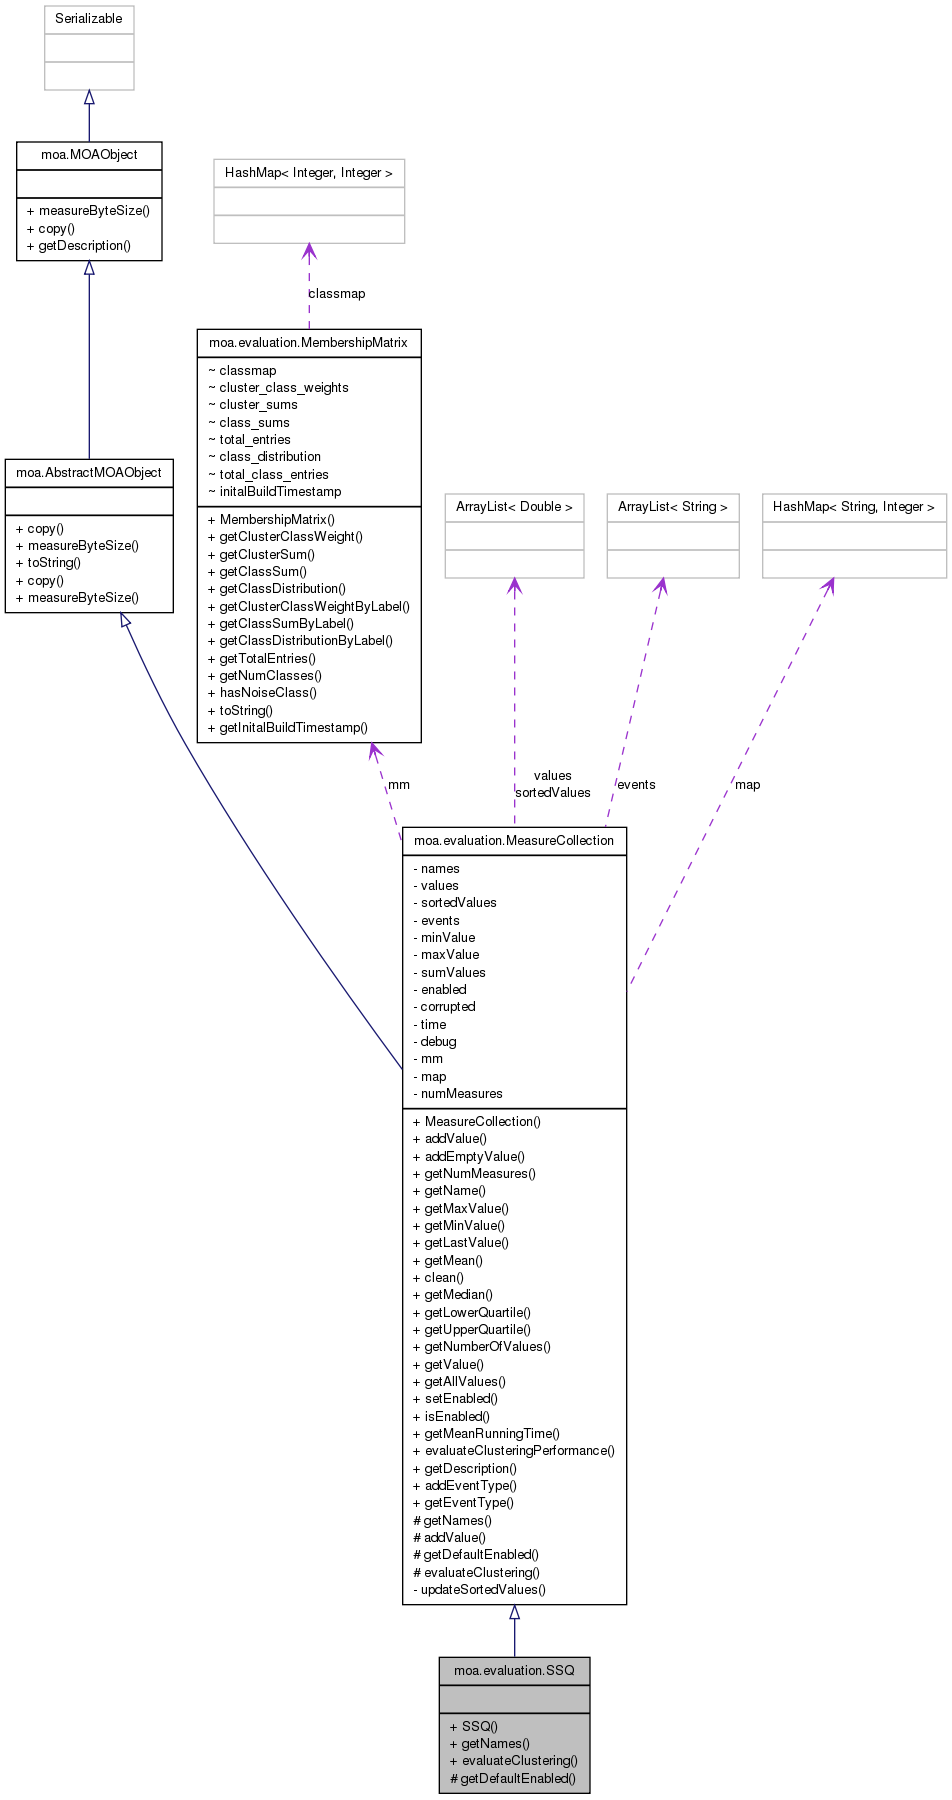 Serializable
moa.MOAObject
+ measureByteSize()
+ copy()
+ getDescription()
HashMap< Integer, Integer >
classmap
moa.evaluation.MembershipMatrix
~ classmap
~ cluster_class_weights
~ cluster_sums
~ class_sums
~ total_entries
~ class_distribution
~ total_class_entries
~ initalBuildTimestamp
+ MembershipMatrix()
+ getClusterClassWeight()
+ getClusterSum()
+ getClassSum()
+ getClassDistribution()
+ getClusterClassWeightByLabel()
+ getClassSumByLabel()
+ getClassDistributionByLabel()
+ getTotalEntries()
+ getNumClasses()
+ hasNoiseClass()
+ toString()
+ getInitalBuildTimestamp()
moa.AbstractMOAObject
+ copy()
+ measureByteSize()
+ toString()
+ copy()
+ measureByteSize()
ArrayList< Double >
ArrayList< String >
HashMap< String, Integer >
mm
values
sortedValues
events
map
moa.evaluation.MeasureCollection
- names
- values
- sortedValues
- events
- minValue
- maxValue
- sumValues
- enabled
- corrupted
- time
- debug
- mm
- map
- numMeasures
+ MeasureCollection()
+ addValue()
+ addEmptyValue()
+ getNumMeasures()
+ getName()
+ getMaxValue()
+ getMinValue()
+ getLastValue()
+ getMean()
+ clean()
+ getMedian()
+ getLowerQuartile()
+ getUpperQuartile()
+ getNumberOfValues()
+ getValue()
+ getAllValues()
+ setEnabled()
+ isEnabled()
+ getMeanRunningTime()
+ evaluateClusteringPerformance()
+ getDescription()
+ addEventType()
+ getEventType()
# getNames()
# addValue()
# getDefaultEnabled()
# evaluateClustering()
- updateSortedValues()
moa.evaluation.SSQ
+ SSQ()
+ getNames()
+ evaluateClustering()
# getDefaultEnabled()